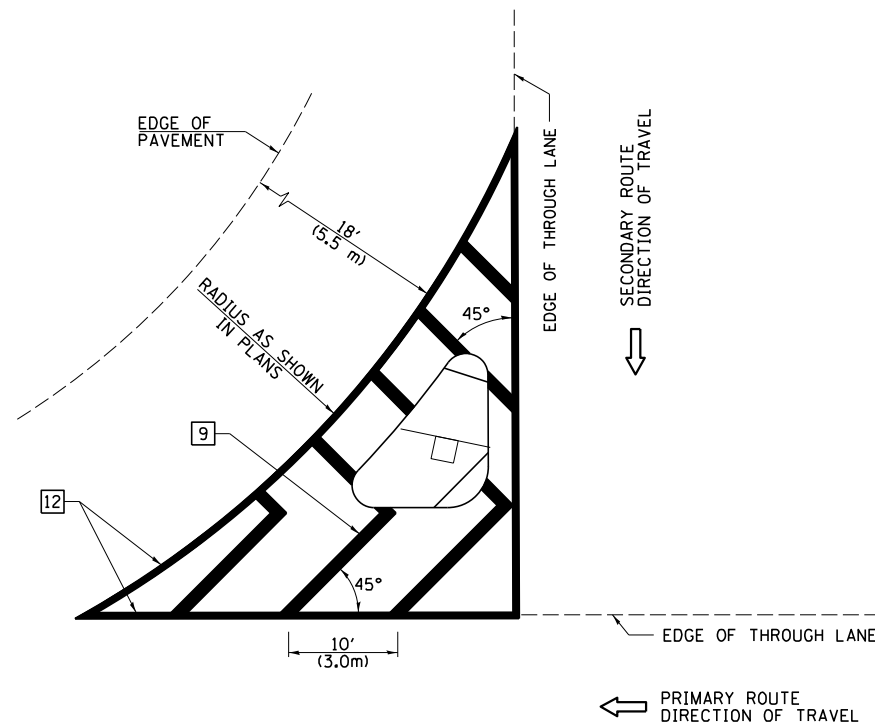 EDGE OF
PAVEMENT
EDGE OF THROUGH LANE
SECONDARY ROUTE
DIRECTION OF TRAVEL
18'
(5.5 m)
RADIUS AS SHOWN
IN PLANS
45°
9
12
45°
10'
(3.0m)
EDGE OF THROUGH LANE
PRIMARY ROUTE
DIRECTION OF TRAVEL